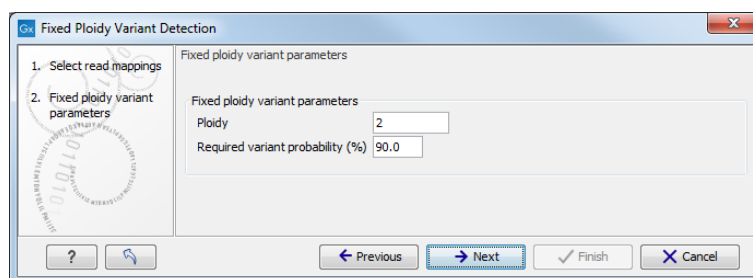 Gx Fixed Ploidy Variant Detection
1. Select read mappings
2. Fixed ploidy variant
parameters
Fixed ploidy variant parameters
Fixed ploidy variant parameters
Ploidy 2
Required variant probability (%) 90.0
? Previous Next Finish Cancel